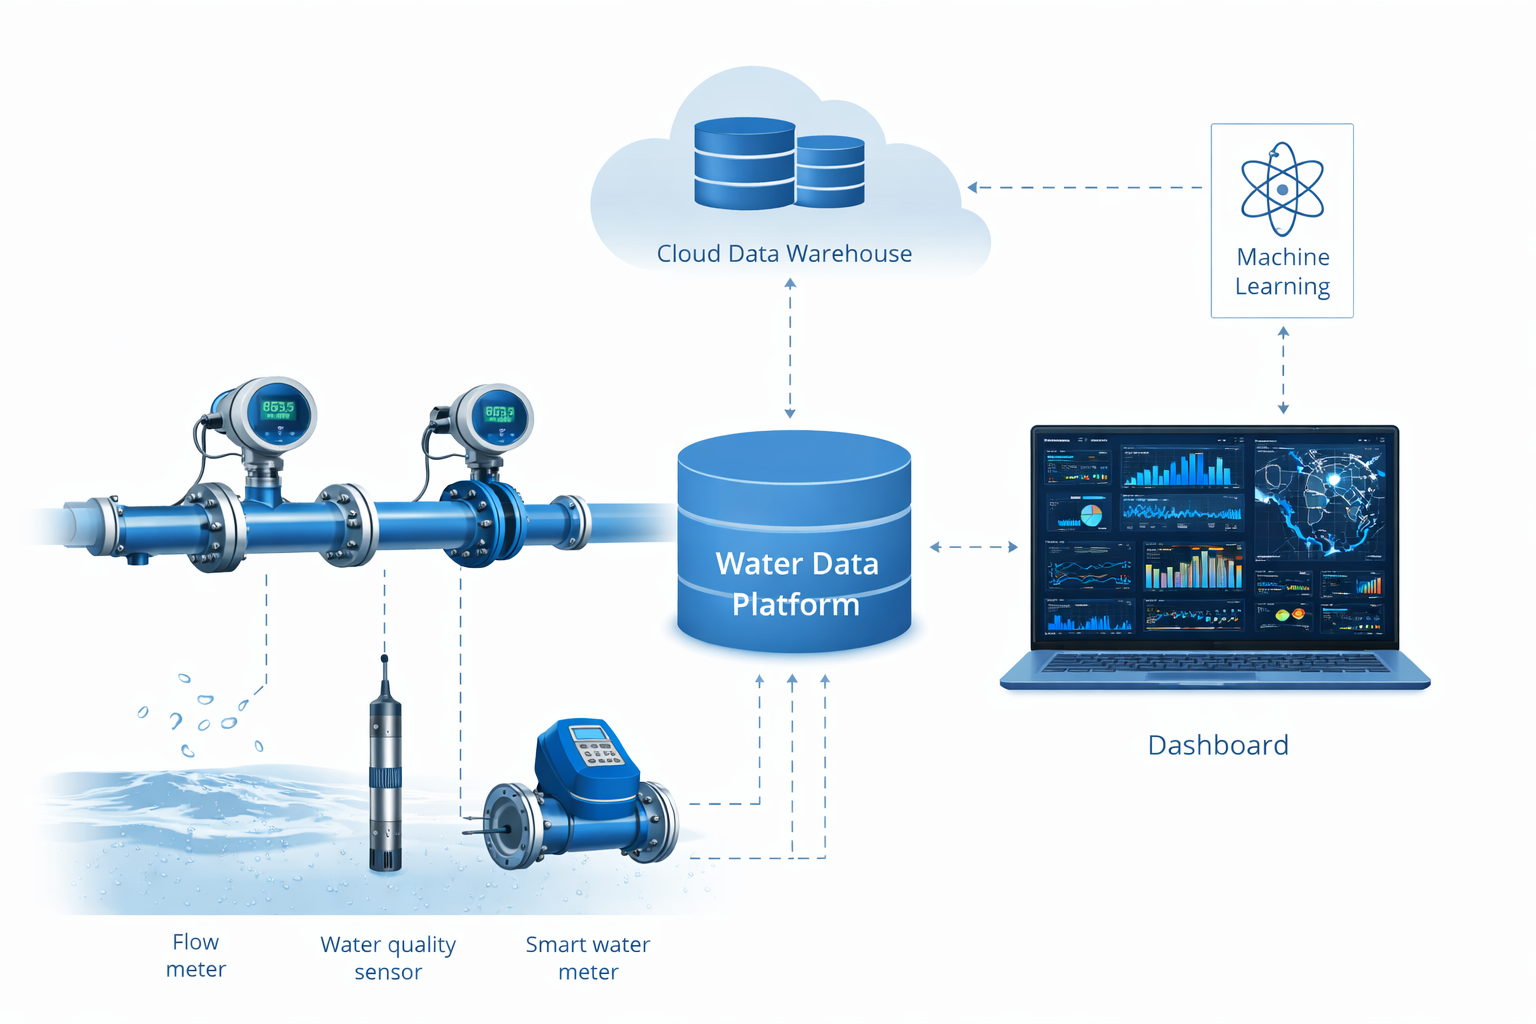 Cloud Data Warehouse
Machine
Learning
Water Data
Platform
Dashboard
Flow
meter
Water quality
sensor
Smart water
meter